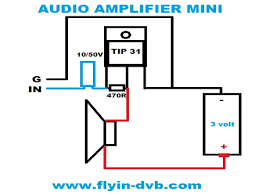 AUDIO AMPLIFIER MINI
10/50V
TIP 31
G
IN
470R
3 volt
-
+
www.flyin-dvb.com